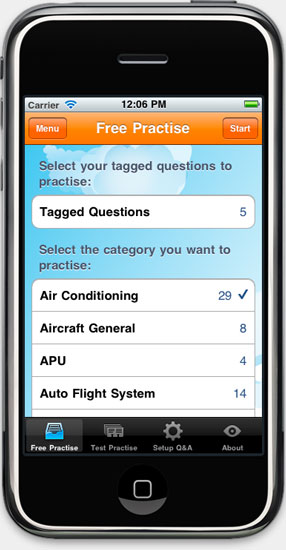 Carrier 12:06 PM
Menu Free Practise Start
Select your tagged questions to
practise:
Tagged Questions 5
Select the category you want to
practise:
Air Conditioning 29
Aircraft General 8
APU 4
Auto Flight System 14
Free Practise Test Practise Setup Q&A About